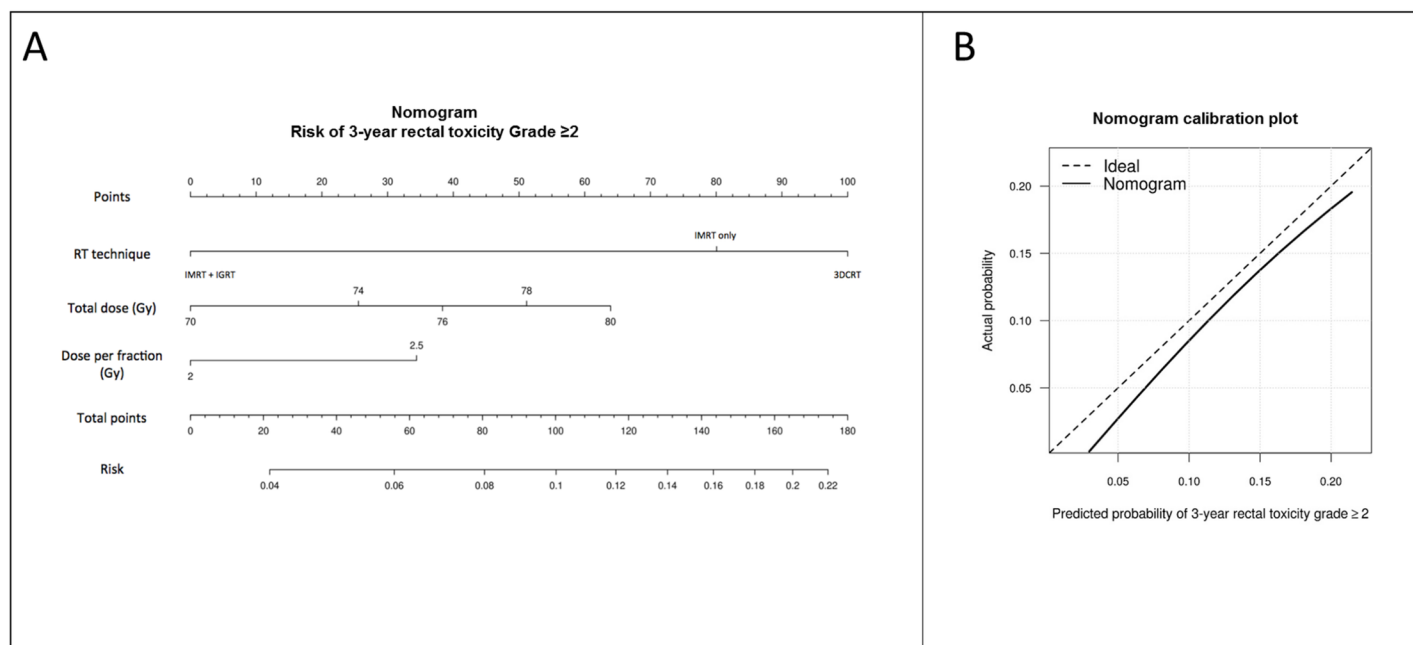 A
Nomogram
Risk of 3-year rectal toxicity Grade ≥2
Points
0 10 20 30 40 50 60 70 80 90 100
RT technique
IMRT only
IMRT + IGRT
3DCRT
Total dose (Gy)
74 78
70 76 80
Dose per fraction
(Gy)
2.5
2
Total points
0 20 40 60 80 100 120 140 160 180
Risk
0.04 0.06 0.08 0.1 0.12 0.14 0.16 0.18 0.2 0.22
B
Nomogram calibration plot
Ideal
Nomogram
Actual probability
0.20
0.15
0.10
0.05
0.05 0.10 0.15 0.20
Predicted probability of 3-year rectal toxicity grade ≥ 2